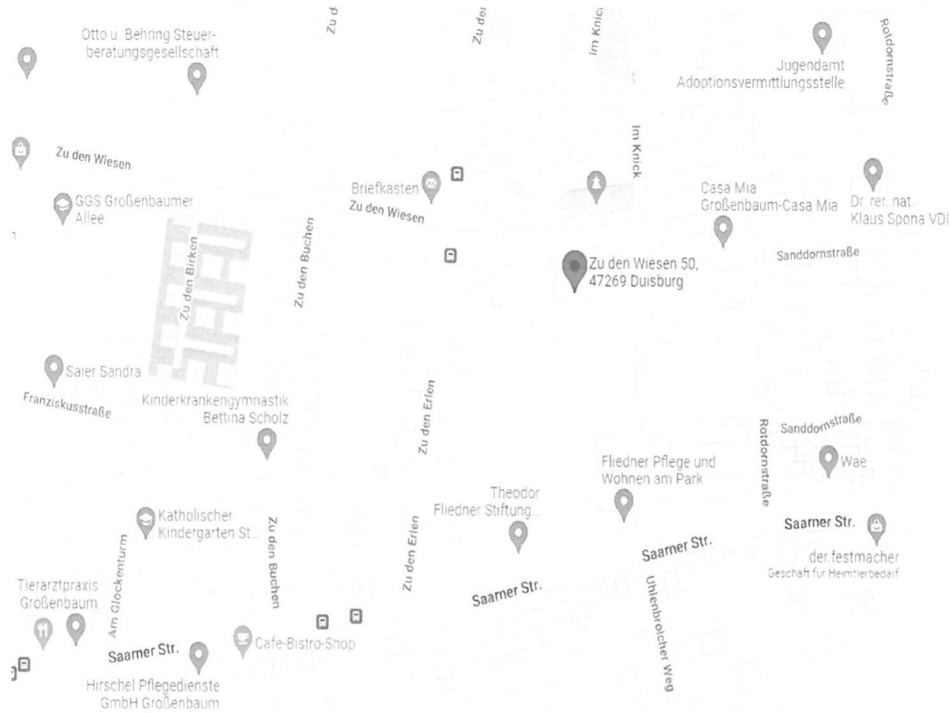 Zu d
Zu den
Im Knick
Rotdornstraße
Otto u. Behring Steuer-
beratungsgesellschaft
Jugendamt
Adoptionsvermittlungsstelle
Zu den Wiesen
Im Knick
Briefkasten
Zu den Wiesen
GGS Großenbaumer
Allee
Casa Mia
Großenbaum-Casa Mia
Dr. rer. nat.
Klaus Spona VDI
Zu den Birken
Zu den Buchen
Zu den Wiesen 50,
47269 Duisburg
Sanddornstraße
Saier Sandra
Franziskusstraße
Kinderkrankengymnastik
Bettina Scholz
Zu den Erlen
Rotdornstraße
Sanddornstraße
Wae
Fliedner Pflege und
Wohnen am Park
Theodor
Fliedner Stiftung...
Katholischer
Kindergarten St...
Zu den Buchen
Zu den Erlen
Saarner Str.
Saarner Str.
der.festmacher
Geschäft für Heimtierbedarf
Am Glockenturm
Tierarztpraxis
Großenbaum
Saarner Str.
Uhlenbroicher Weg
Cafe-Bistro-Shop
Saarner Str.
Hirschel Pflegedienste
GmbH Großenbaum